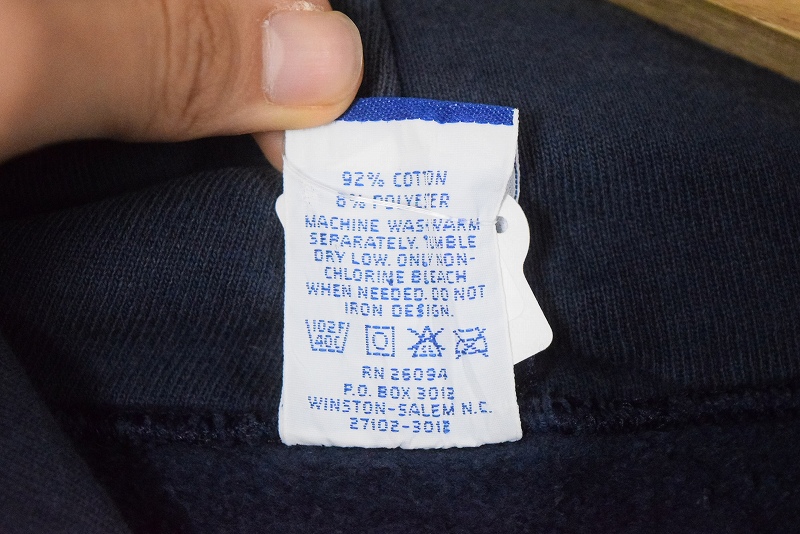 92% COTTON
8% POLYESTER
MACHINE WASH WARM
SEPARATELY. TUMBLE
DRY LOW. ONLY NON-
CHLORINE BLEACH
WHEN NEEDED. DO NOT
IRON DESIGN.
102F
40C
RN 26094
P.O. BOX 3012
WINSTON-SALEM N.C.
27102-3012